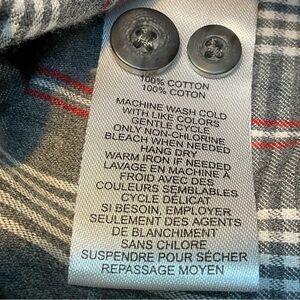 100% COTTON
100% COTON
MACHINE WASH COLD
WITH LIKE COLORS
GENTLE CYCLE
ONLY NON-CHLORINE
BLEACH WHEN NEEDED
HANG DRY
WARM IRON IF NEEDED
LAVAGE EN MACHINE À
FROID AVEC DES
COULEURS SEMBLABLES
CYCLE DÉLICAT
SI BESOIN, EMPLOYER
SEULEMENT DES AGENTS
DE BLANCHIMENT
SANS CHLORE
SUSPENDRE POUR SÉCHER
REPASSAGE MOYEN